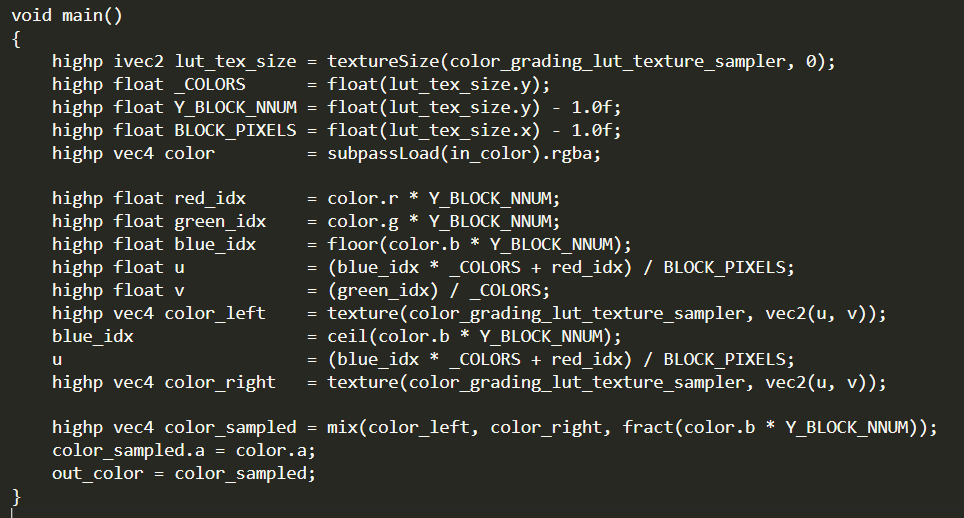 void main()
{
    highp ivec2 lut_tex_size = textureSize(color_grading_lut_texture_sampler, 0);
    highp float _COLORS      = float(lut_tex_size.y);
    highp float Y_BLOCK_NNUM = float(lut_tex_size.y) - 1.0f;
    highp float BLOCK_PIXELS = float(lut_tex_size.x) - 1.0f;
    highp vec4 color         = subpassLoad(in_color).rgba;

    highp float red_idx      = color.r * Y_BLOCK_NNUM;
    highp float green_idx    = color.g * Y_BLOCK_NNUM;
    highp float blue_idx     = floor(color.b * Y_BLOCK_NNUM);
    highp float u            = (blue_idx * _COLORS + red_idx) / BLOCK_PIXELS;
    highp float v            = (green_idx) / _COLORS;
    highp vec4 color_left    = texture(color_grading_lut_texture_sampler, vec2(u, v));
    blue_idx                 = ceil(color.b * Y_BLOCK_NNUM);
    u                        = (blue_idx * _COLORS + red_idx) / BLOCK_PIXELS;
    highp vec4 color_right   = texture(color_grading_lut_texture_sampler, vec2(u, v));

    highp vec4 color_sampled = mix(color_left, color_right, fract(color.b * Y_BLOCK_NNUM));
    color_sampled.a = color.a;
    out_color = color_sampled;
}